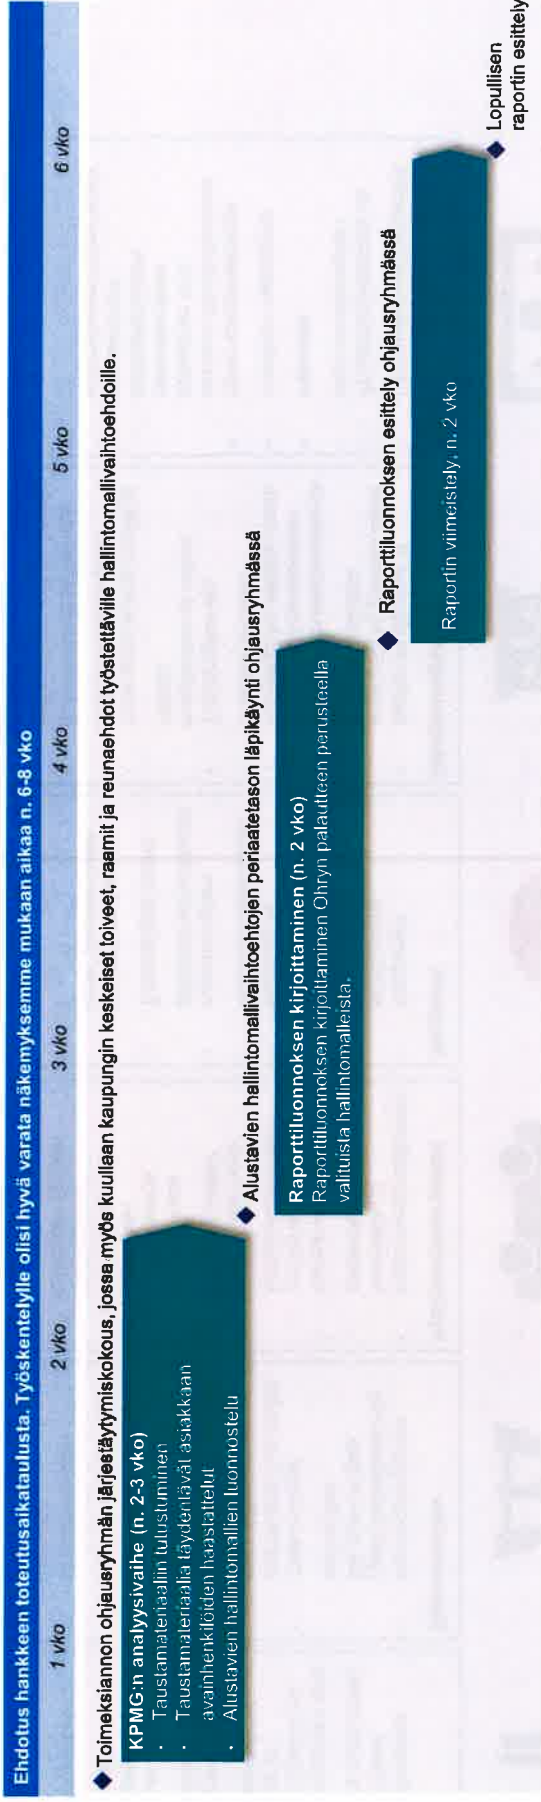 Ehdotus hankkeen toteutusaikataulusta. Työskentelylle olisi hyvä varata näkemyksemme mukaan aikaa n. 6-8 vko
1 vko 2 vko 3 vko 4 vko 5 vko 6 vko
Toimeksiannon ohjausryhmän järjestäytymiskokous, jossa myös kuullaan kaupungin keskeiset toiveet, raamit ja reunaehdot työstettäville hallintomallivaihtoehdoille.
KPMG:n analyysivaihe (n. 2-3 vko)
• Taustamateriaaliin tutustuminen
• Taustamateriaalia täydentävät asiakkaan
avainhenkilöiden haastattelut
• Alustavien hallintomallien luonnostelu
Alustavien hallintomallivaihtoehtojen periaatetason läpikäynti ohjausryhmässä
Raporttiluonnoksen kirjoittaminen (n. 2 vko)
Raporttiluonnoksen kirjoittaminen Ohryn palautteen perusteella
valituista hallintomalleista.
Raporttiluonnoksen esittely ohjausryhmässä
Raportin viimeistely, n. 2 vko
Lopullisen
raportin esittely